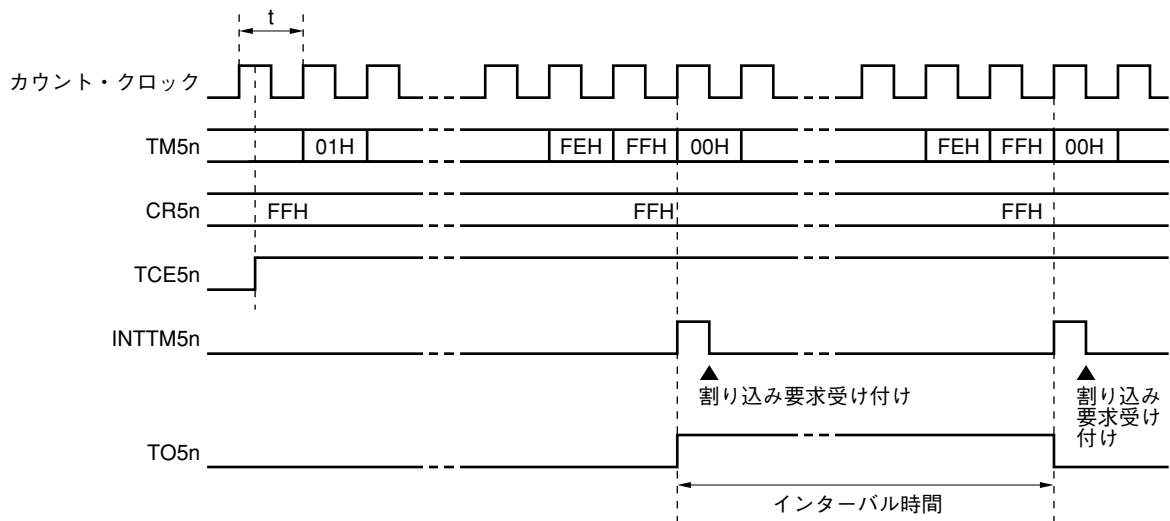 t
カウント・クロック
TM5n 01H FEH FFH 00H FEH FFH 00H
CR5n FFH FFH FFH
TCE5n
INTTM5n
割り込み要求受け付け
割り込み
要求受け
付け
TO5n
インターバル時間